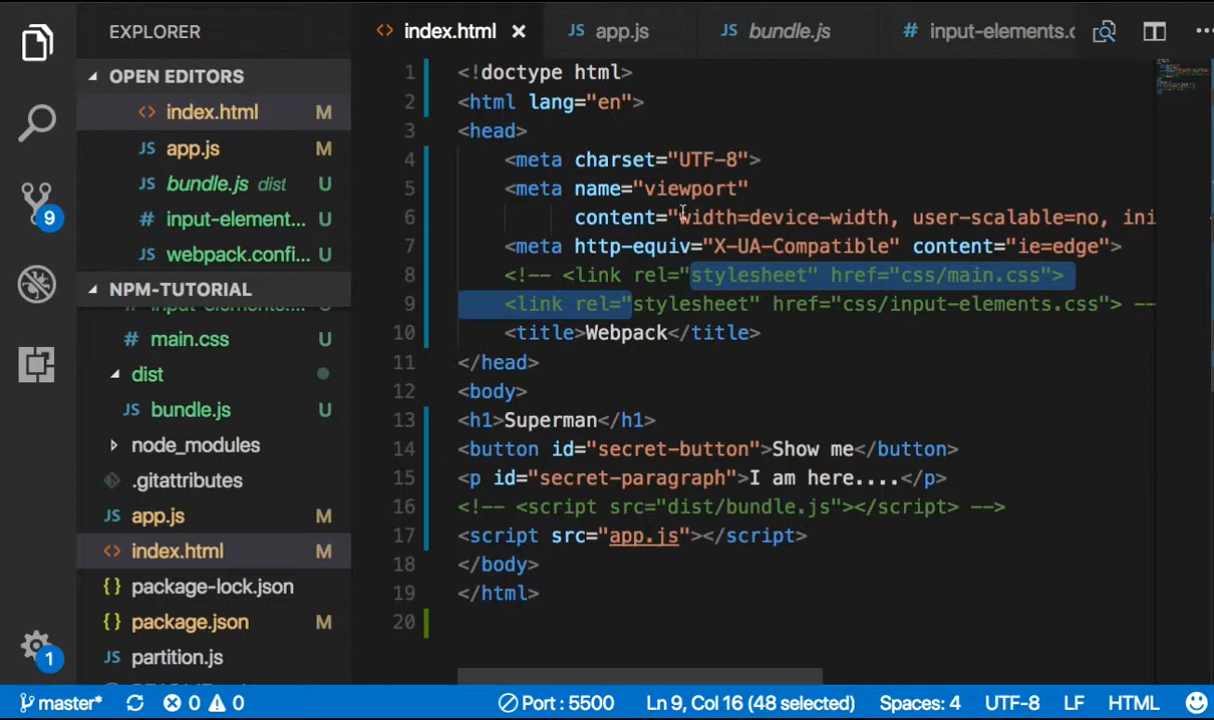 EXPLORER
OPEN EDITORS
index.html M
JS app.js M
JS bundle.js dist U
# input-element... U
webpack.confi... U
NPM-TUTORIAL
# main.css U
dist
JS bundle.js U
node_modules
.gitattributes
JS app.js M
index.html M
{} package-lock.json
{} package.json M
JS partition.js
9
1
index.html JS app.js JS bundle.js # input-elements.c
1 <!doctype html>
2 <html lang="en">
3 <head>
4 <meta charset="UTF-8">
5 <meta name="viewport"
6 content="width=device-width, user-scalable=no, ini
7 <meta http-equiv="X-UA-Compatible" content="ie=edge">
8 <!-- <link rel="stylesheet" href="css/main.css">
9 <link rel="stylesheet" href="css/input-elements.css"> --
10 <title>Webpack</title>
11 </head>
12 <body>
13 <h1>Superman</h1>
14 <button id="secret-button">Show me</button>
15 <p id="secret-paragraph">I am here....</p>
16 <!-- <script src="dist/bundle.js"></script> -->
17 <script src="app.js"></script>
18 </body>
19 </html>
20
master* 0 0 Port : 5500 Ln 9, Col 16 (48 selected) Spaces: 4 UTF-8 LF HTML